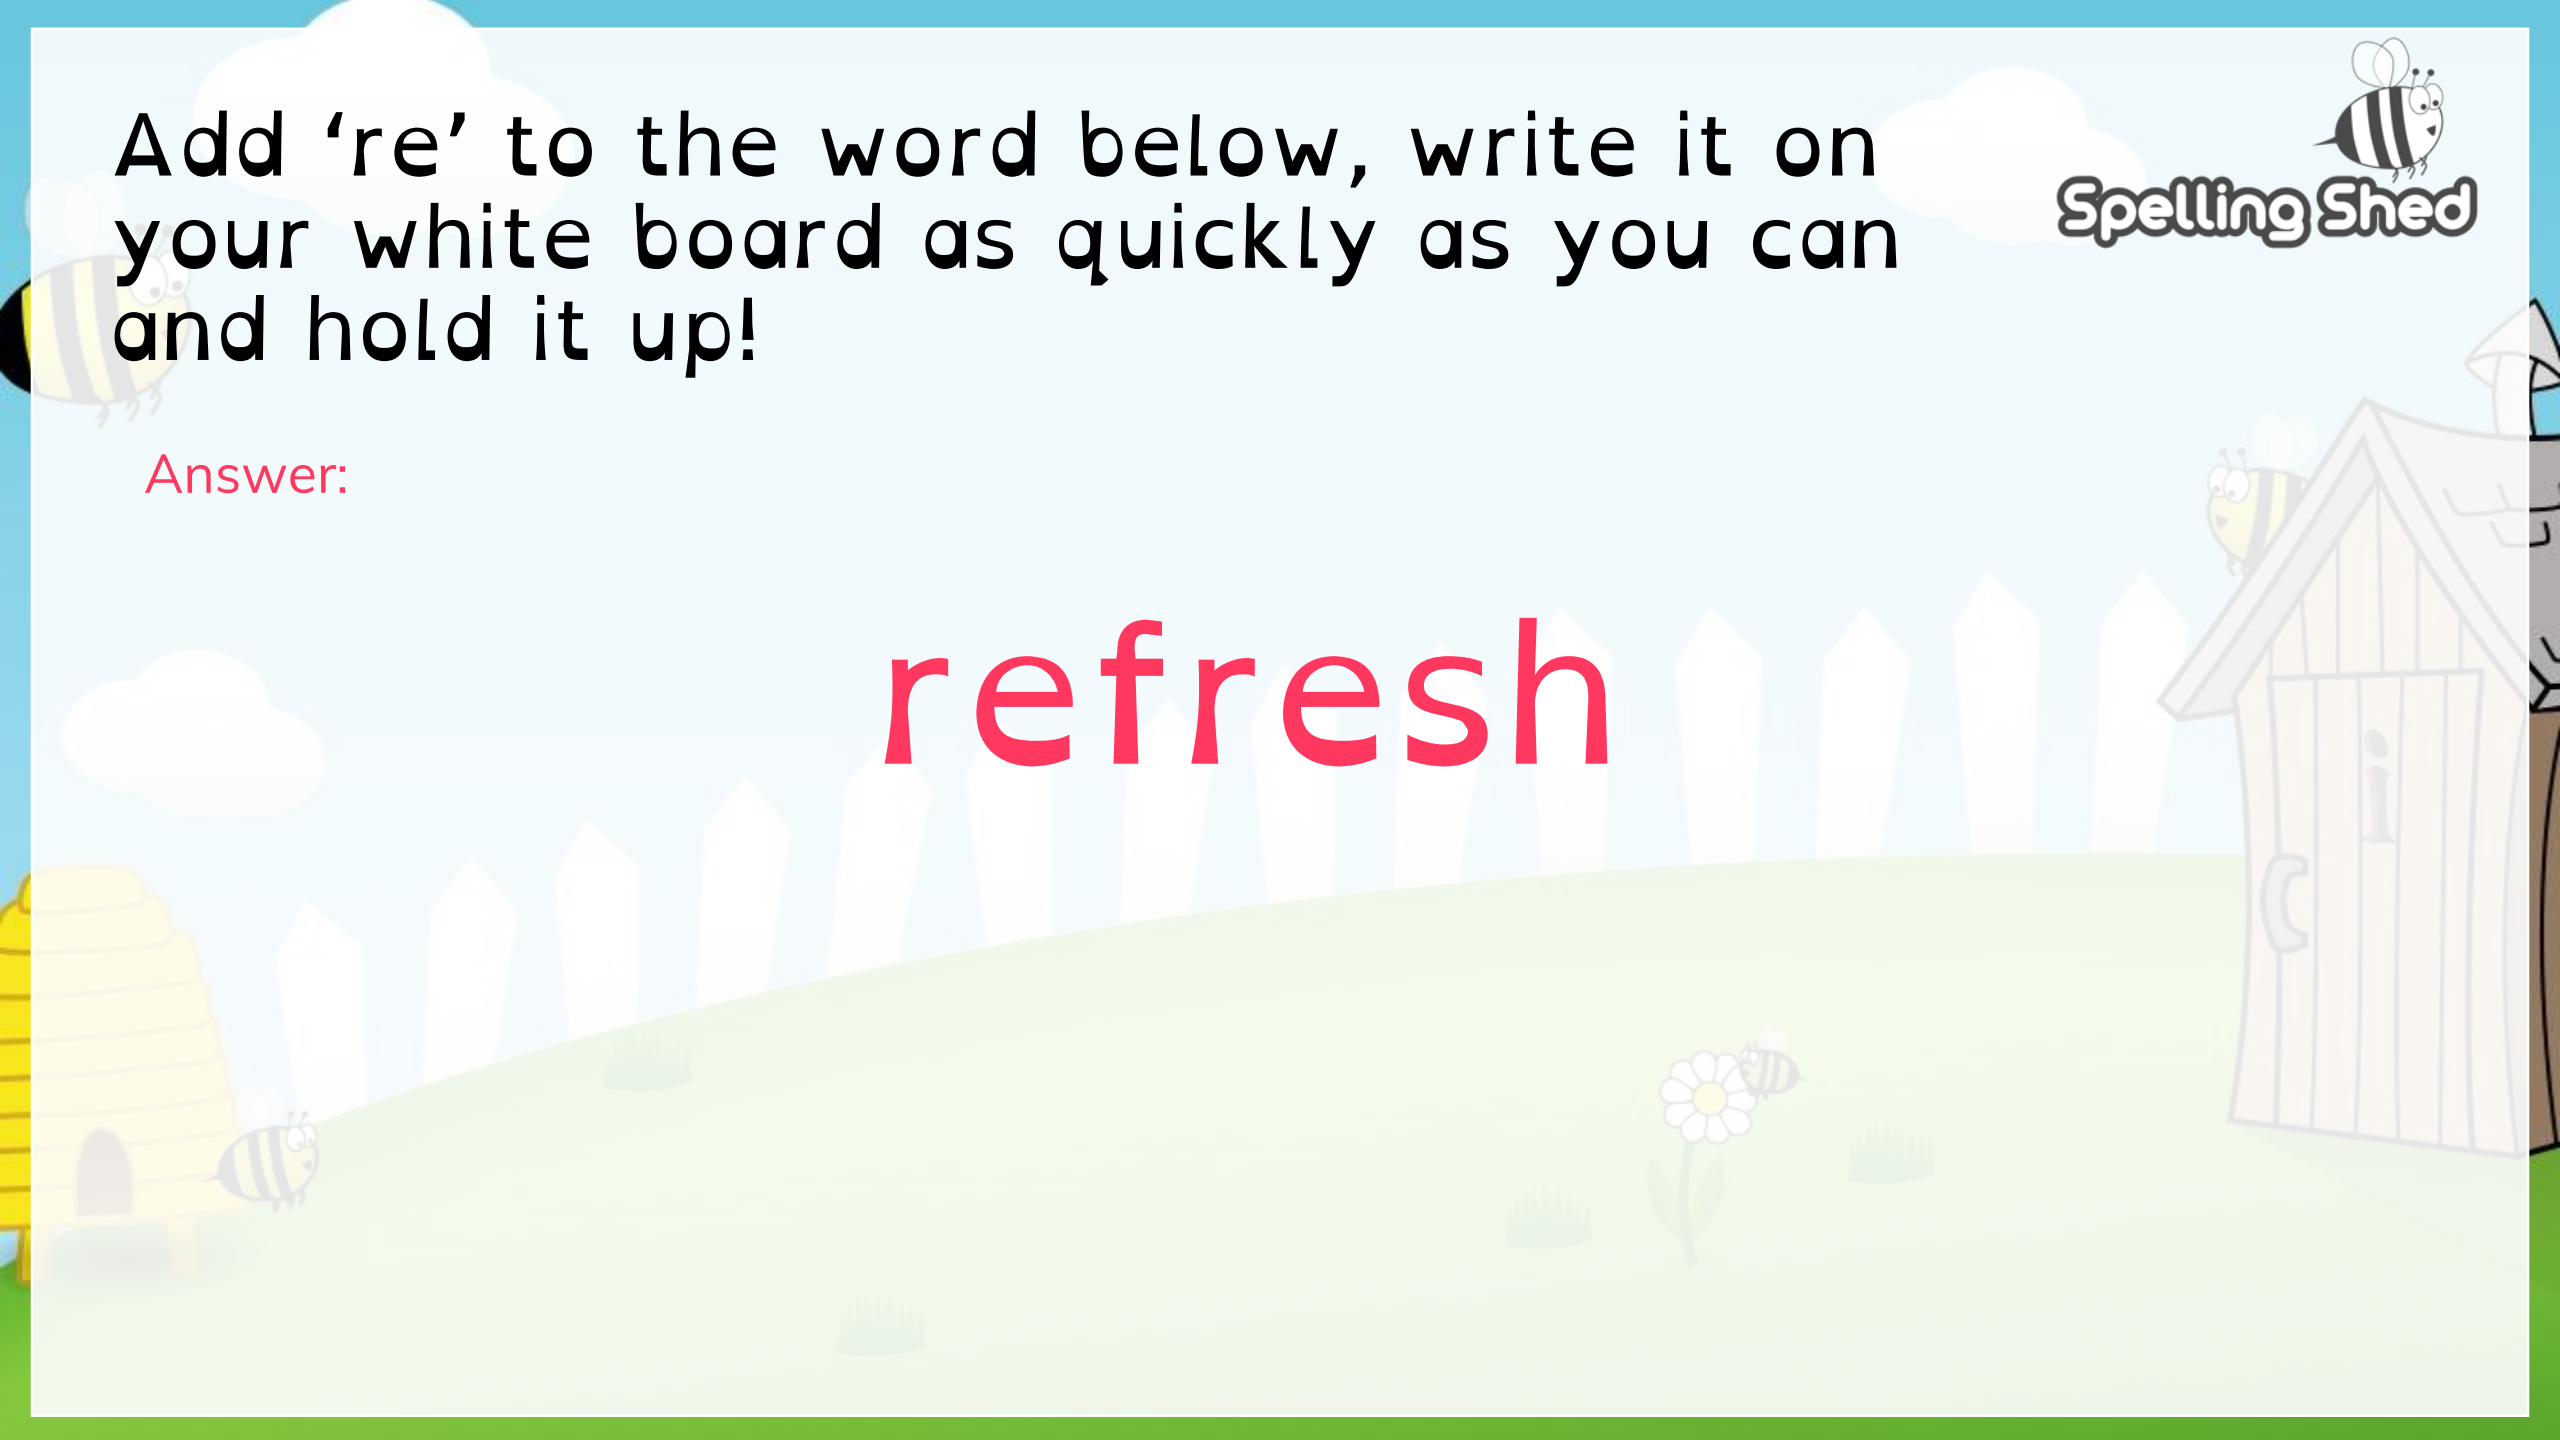 Add ‘re’ to the word below, write it on
your white board as quickly as you can
and hold it up!
Spelling Shed
Answer:
refresh